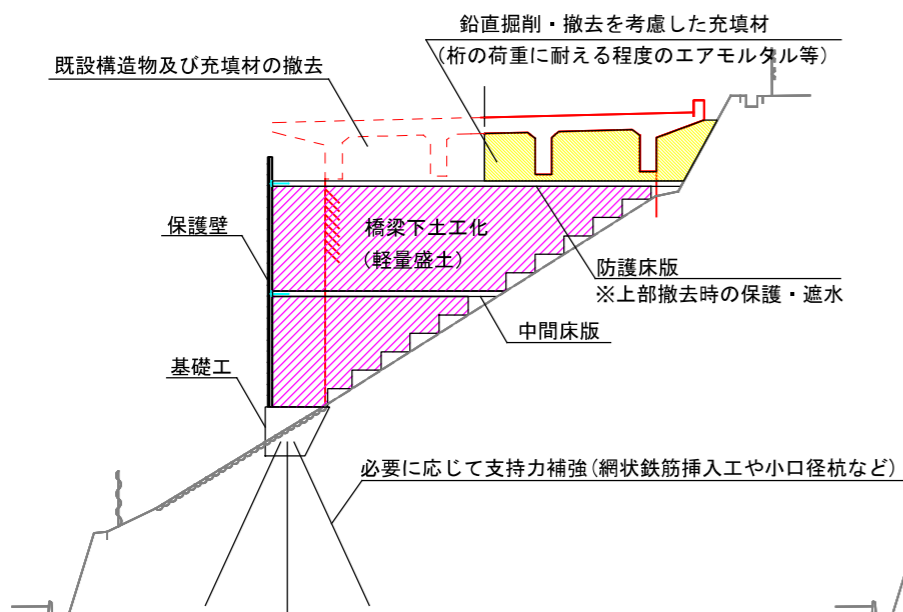 鉛直掘削・撤去を考慮した充填材
(桁の荷重に耐える程度のエアモルタル等)
既設構造物及び充填材の撤去
保護壁
橋梁下土工化
(軽量盛土)
防護床版
※上部撤去時の保護・遮水
中間床版
基礎工
必要に応じて支持力補強(網状鉄筋挿入工や小口径杭など)